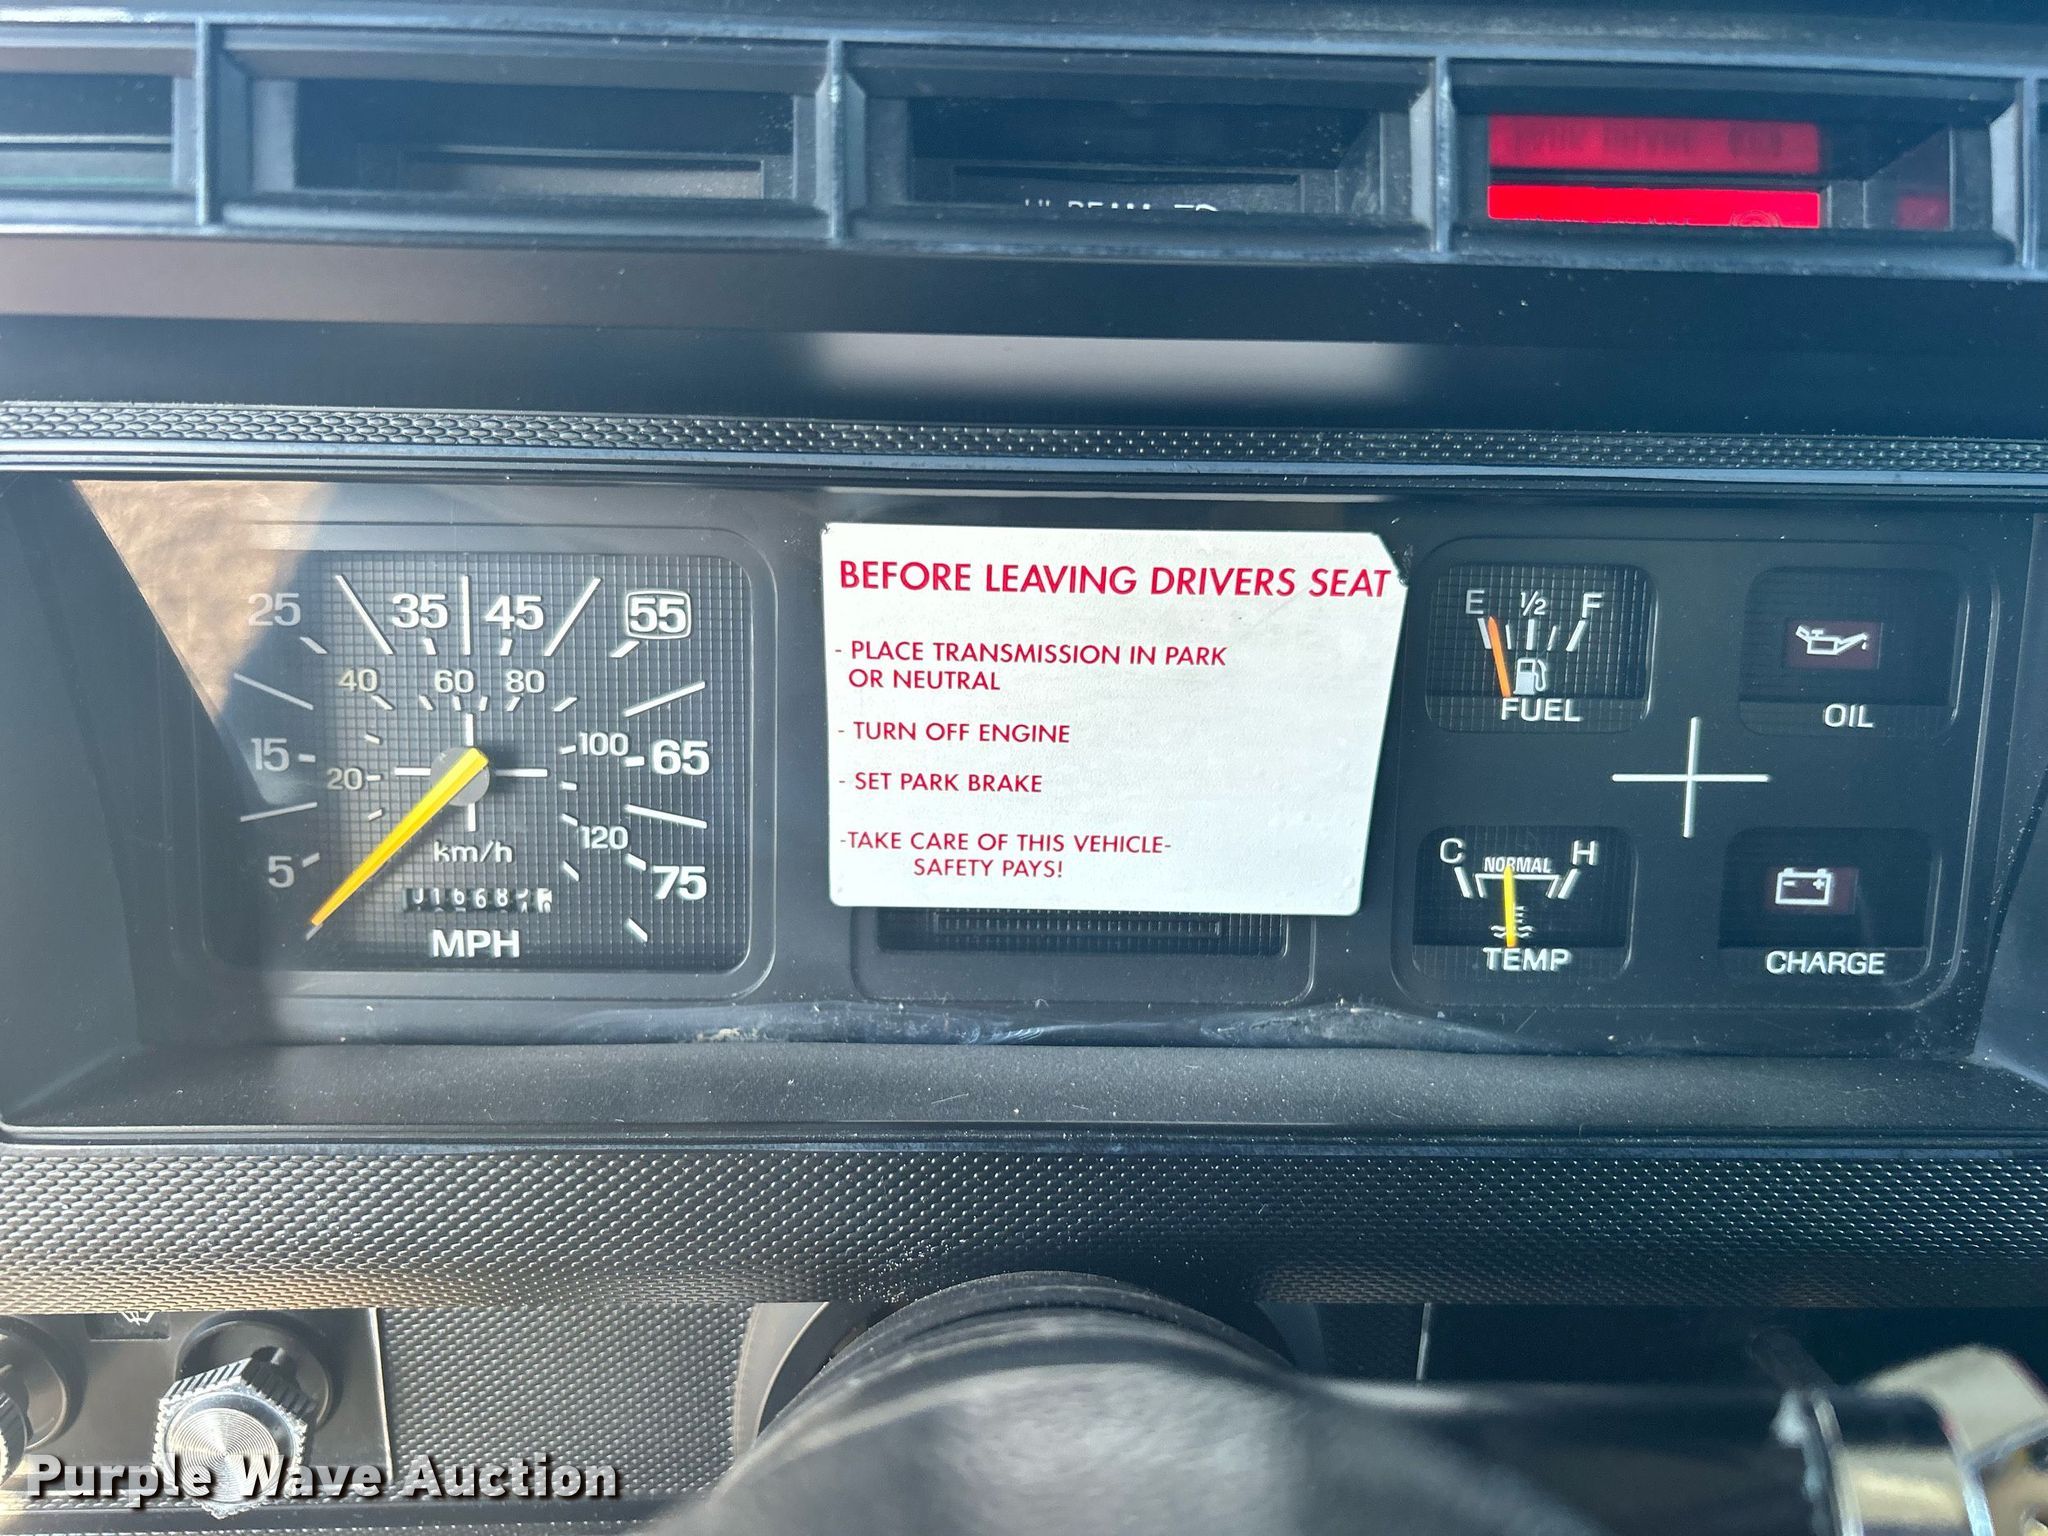 25 35 45 55
40 60 80
15 20 100 65
km/h 120
5 75
MPH
BEFORE LEAVING DRIVERS SEAT
- PLACE TRANSMISSION IN PARK
OR NEUTRAL
- TURN OFF ENGINE
- SET PARK BRAKE
-TAKE CARE OF THIS VEHICLE-
SAFETY PAYS!
E ½ F
FUEL
OIL
C NORMAL H
TEMP
CHARGE
Purple Wave Auction